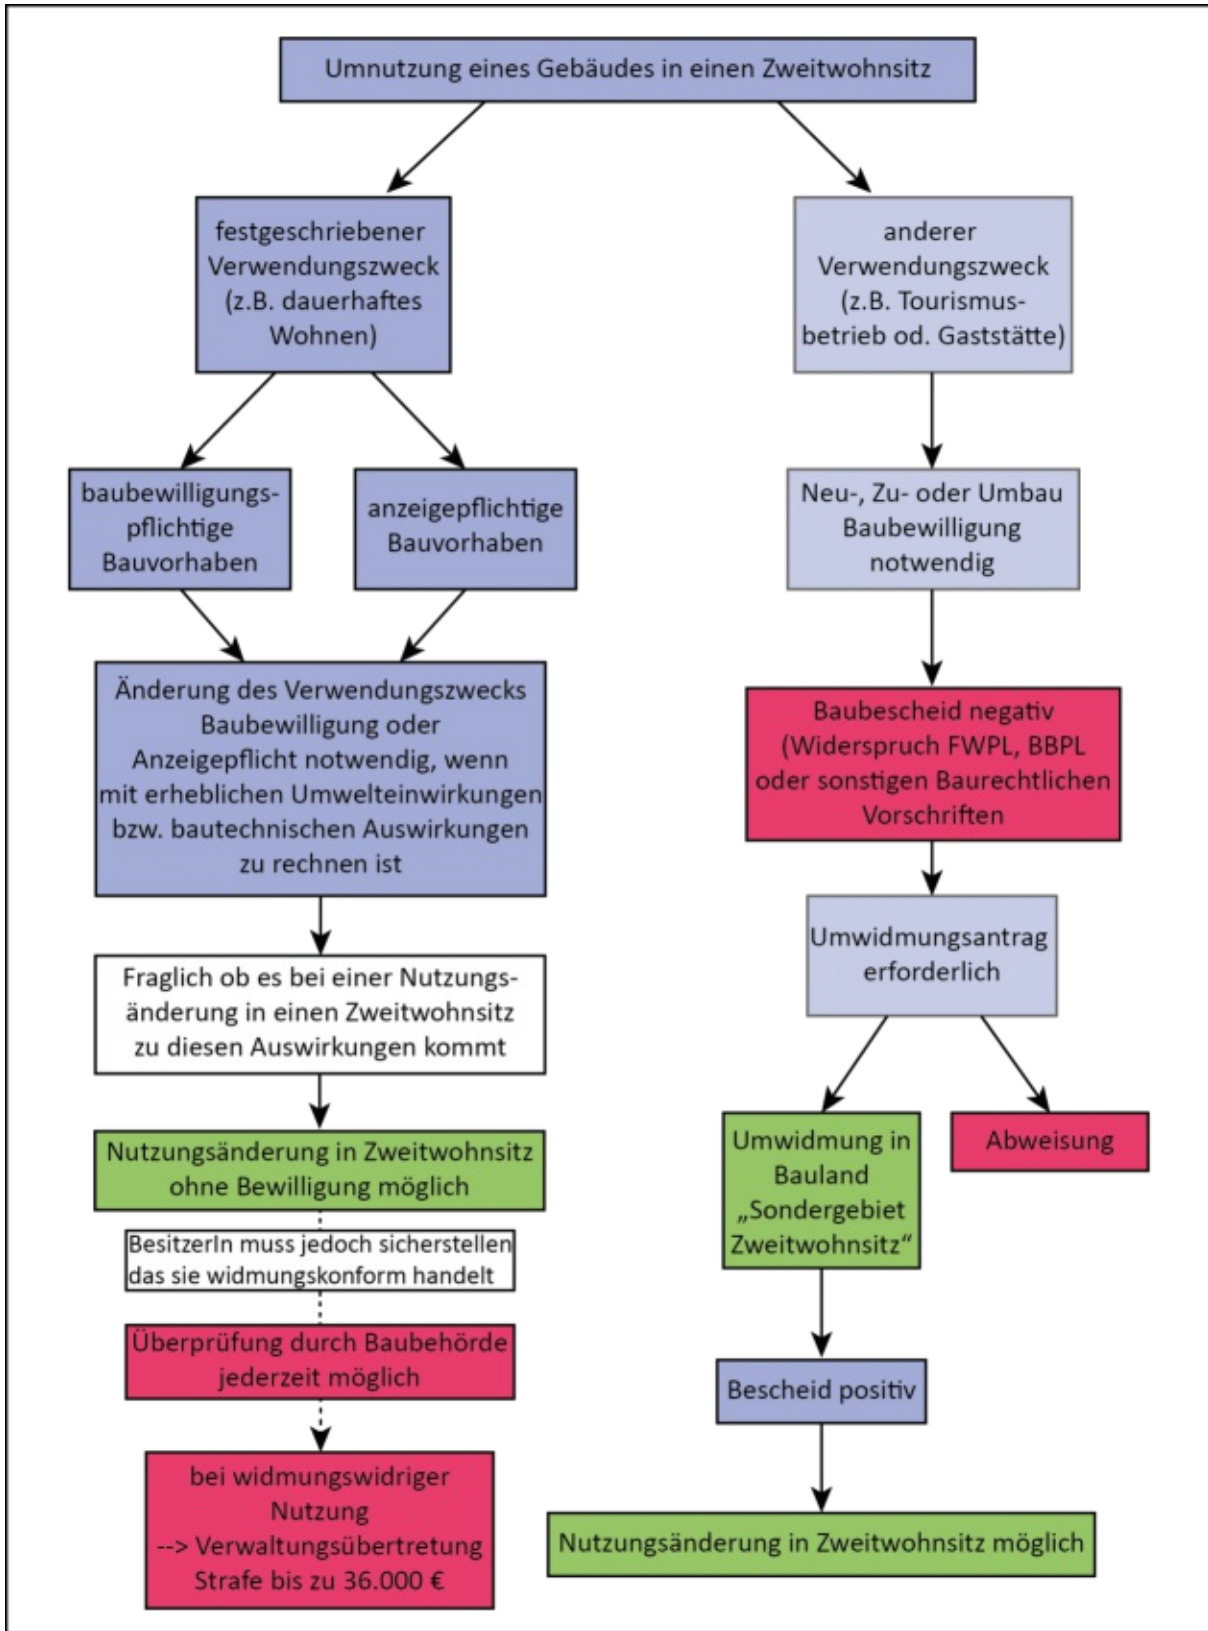 Umnutzung eines Gebäudes in einen Zweitwohnsitz
festgeschriebener
Verwendungszweck
(z.B. dauerhaftes
Wohnen)
anderer
Verwendungszweck
(z.B. Tourismus-
betrieb od. Gaststätte)
baubewilligungs-
pflichtige
Bauvorhaben
anzeigepflichtige
Bauvorhaben
Neu-, Zu- oder Umbau
Baubewilligung
notwendig
Änderung des Verwendungszwecks
Baubewilligung oder
Anzeigepflicht notwendig, wenn
mit erheblichen Umwelteinwirkungen
bzw. bautechnischen Auswirkungen
zu rechnen ist
Baubescheid negativ
(Widerspruch FWPL, BBPL
oder sonstigen Baurechtlichen
Vorschriften
Umwidmungsantrag
erforderlich
Fraglich ob es bei einer Nutzungs-
änderung in einen Zweitwohnsitz
zu diesen Auswirkungen kommt
Nutzungsänderung in Zweitwohnsitz
ohne Bewilligung möglich
Umwidmung in
Bauland
„Sondergebiet
Zweitwohnsitz“
Abweisung
BesitzerIn muss jedoch sicherstellen
das sie widmungskonform handelt
Überprüfung durch Baubehörde
jederzeit möglich
Bescheid positiv
bei widmungswidriger
Nutzung
--> Verwaltungsübertretung
Strafe bis zu 36.000 €
Nutzungsänderung in Zweitwohnsitz möglich